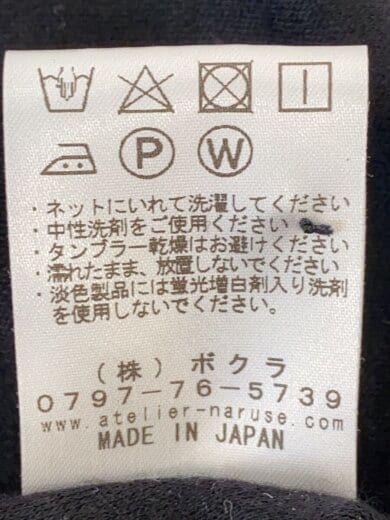 P W
・ネットにいれて洗濯してください
・中性洗剤をご使用ください
・タンブラー乾燥はお避けください
・濡れたまま、放置しないでください
・淡色製品には蛍光増白剤入り洗剤
を使用しないでください。
(株)ボクラ
0797-76-5739
www.atelier-naruse.com
MADE IN JAPAN